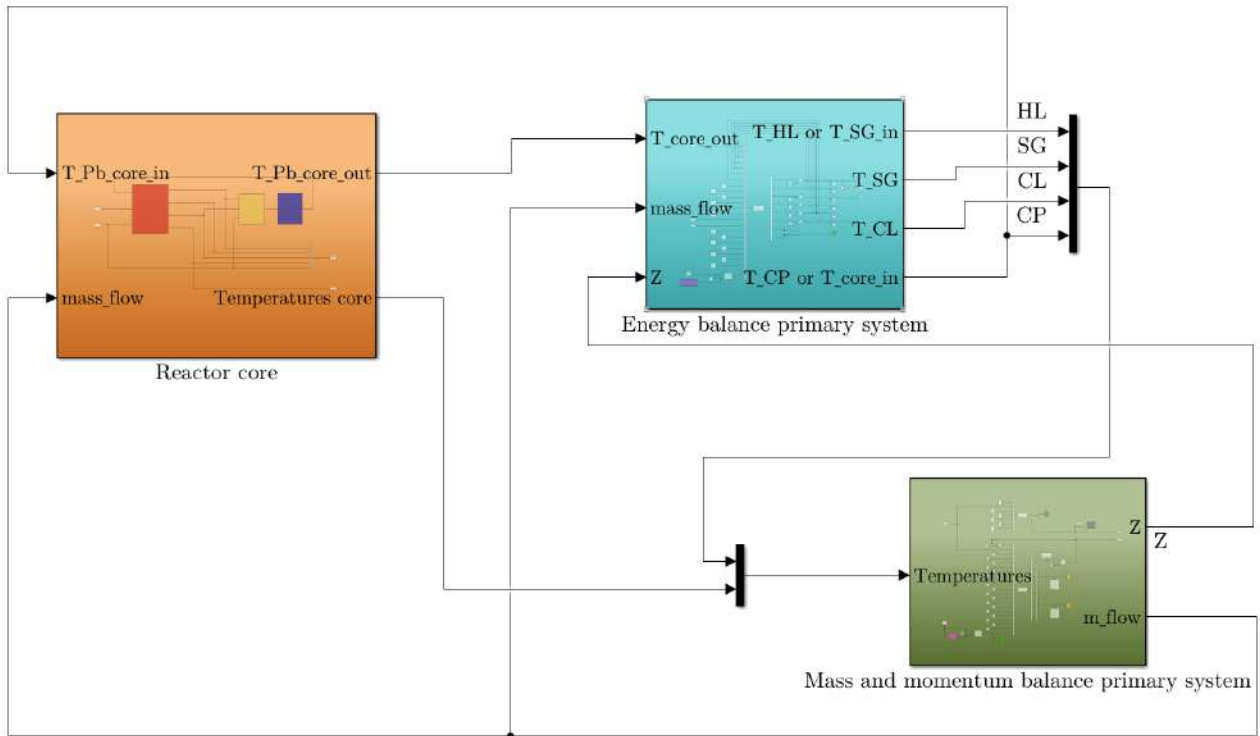 T_Pb_core_in
T_Pb_core_out
mass_flow
Temperatures core
Reactor core
T_core_out
T_HL or T_SG_in
T_SG
mass_flow
T_CL
Z
T_CP or T_core_in
Energy balance primary system
HL
SG
CL
CP
Temperatures
Z
Z
m_flow
Mass and momentum balance primary system